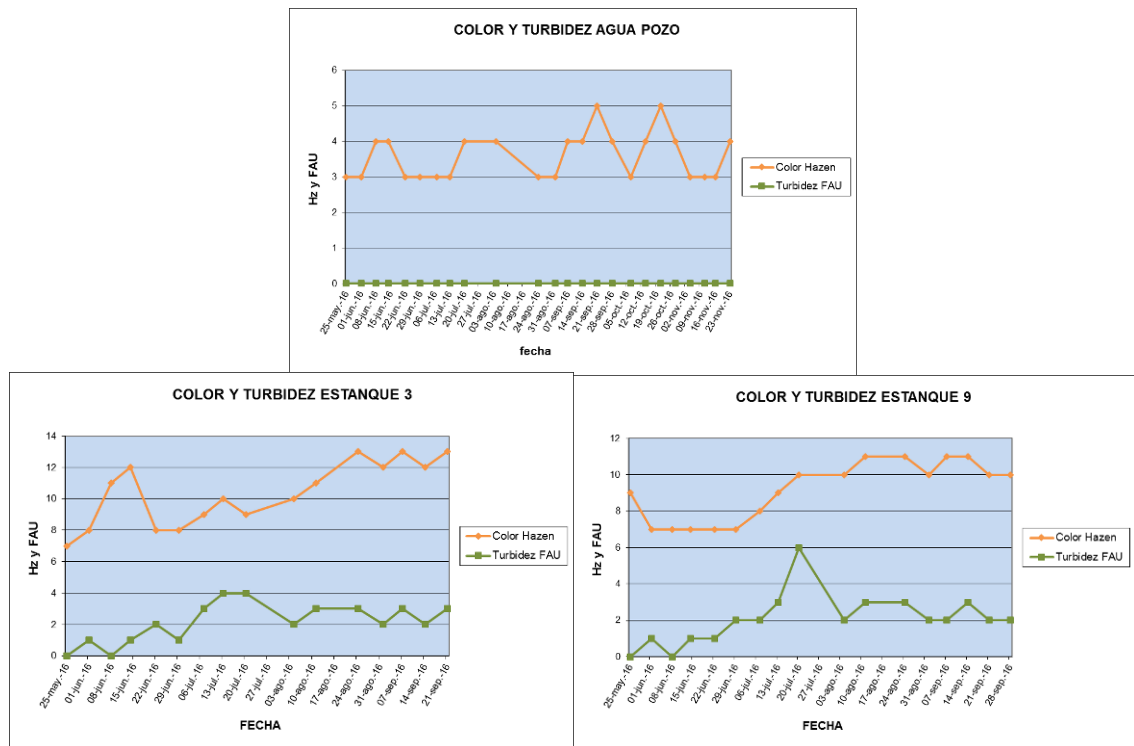 COLOR Y TURBIDEZ AGUA POZO
6
5
4
3
2
1
0
Hz y FAU
25-may.-16
01-jun.-16
08-jun.-16
15-jun.-16
22-jun.-16
29-jun.-16
06-jul.-16
13-jul.-16
20-jul.-16
27-jul.-16
03-ago.-16
10-ago.-16
17-ago.-16
24-ago.-16
31-ago.-16
07-sep.-16
14-sep.-16
21-sep.-16
28-sep.-16
05-oct.-16
12-oct.-16
19-oct.-16
26-oct.-16
02-nov.-16
09-nov.-16
16-nov.-16
23-nov.-16
fecha
Color Hazen
Turbidez FAU
COLOR Y TURBIDEZ ESTANQUE 3
14
12
10
8
6
4
2
0
Hz y FAU
25-may.-16
01-jun.-16
08-jun.-16
15-jun.-16
22-jun.-16
29-jun.-16
06-jul.-16
13-jul.-16
20-jul.-16
27-jul.-16
03-ago.-16
10-ago.-16
17-ago.-16
24-ago.-16
31-ago.-16
07-sep.-16
14-sep.-16
21-sep.-16
FECHA
Color Hazen
Turbidez FAU
COLOR Y TURBIDEZ ESTANQUE 9
12
10
8
6
4
2
0
Hz y FAU
25-may.-16
01-jun.-16
08-jun.-16
15-jun.-16
22-jun.-16
29-jun.-16
06-jul.-16
13-jul.-16
20-jul.-16
27-jul.-16
03-ago.-16
10-ago.-16
17-ago.-16
24-ago.-16
31-ago.-16
07-sep.-16
14-sep.-16
21-sep.-16
28-sep.-16
FECHA
Color Hazen
Turbidez FAU